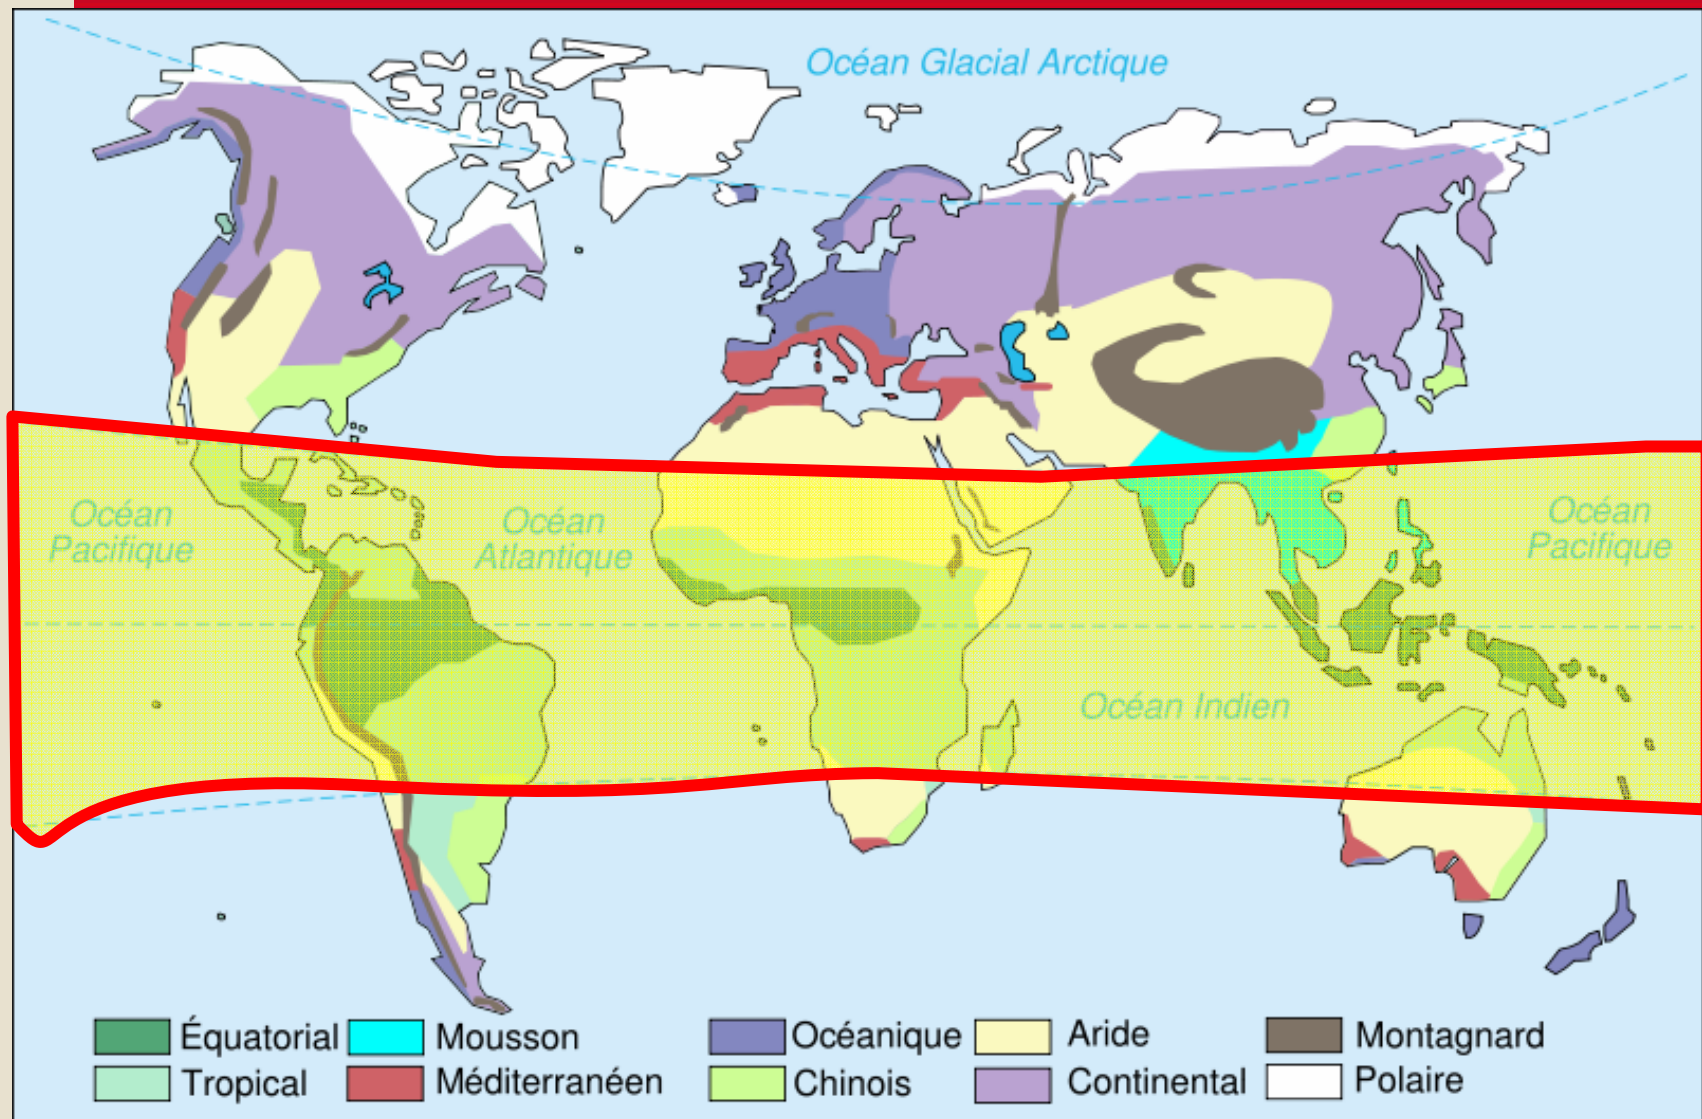 Océan Glacial Arctique
Océan
Pacifique
Océan
Atlantique
Océan
Pacifique
Océan Indien
Équatorial
Mousson
Océanique
Aride
Montagnard
Tropical
Méditerranéen
Chinois
Continental
Polaire